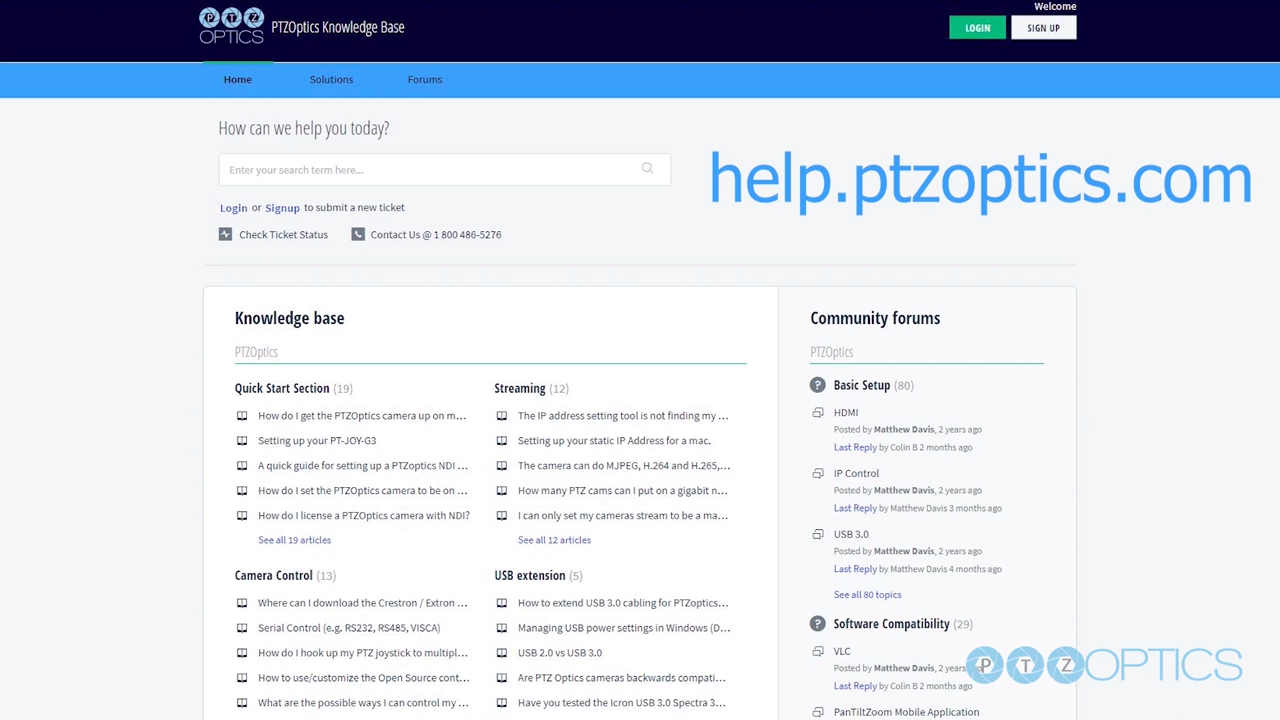 PTZ
OPTICS
PTZOptics Knowledge Base
Welcome
LOGIN
SIGN UP
Home
Solutions
Forums
How can we help you today?
Enter your search term here...
help.ptzoptics.com
Login or Signup to submit a new ticket
Check Ticket Status
Contact Us @ 1 800 486-5276
Knowledge base
PTZOptics
Quick Start Section (19)
How do I get the PTZOptics camera up on m...
Setting up your PT-JOY-G3
A quick guide for setting up a PTZoptics NDI ...
How do I set the PTZOptics camera to be on ...
How do I license a PTZOptics camera with NDI?
See all 19 articles
Streaming (12)
The IP address setting tool is not finding my ...
Setting up your static IP Address for a mac.
The camera can do MJPEG, H.264 and H.265,...
How many PTZ cams can I put on a gigabit n...
I can only set my cameras stream to be a ma...
See all 12 articles
Camera Control (13)
Where can I download the Crestron / Extron ...
Serial Control (e.g. RS232, RS485, VISCA)
How do I hook up my PTZ joystick to multipl...
How to use/customize the Open Source cont...
What are the possible ways I can control my ...
USB extension (5)
How to extend USB 3.0 cabling for PTZoptics...
Managing USB power settings in Windows (D...
USB 2.0 vs USB 3.0
Are PTZ Optics cameras backwards compati...
Have you tested the Icron USB 3.0 Spectra 3...
Community forums
PTZOptics
Basic Setup (80)
HDMI
Posted by Matthew Davis, 2 years ago
Last Reply by Colin B 2 months ago
IP Control
Posted by Matthew Davis, 2 years ago
Last Reply by Matthew Davis 3 months ago
USB 3.0
Posted by Matthew Davis, 2 years ago
Last Reply by Matthew Davis 4 months ago
See all 80 topics
Software Compatibility (29)
VLC
Posted by Matthew Davis, 2 years
Last Reply by Colin B 2 months ago
PanTiltZoom Mobile Application
PTZOPTICS